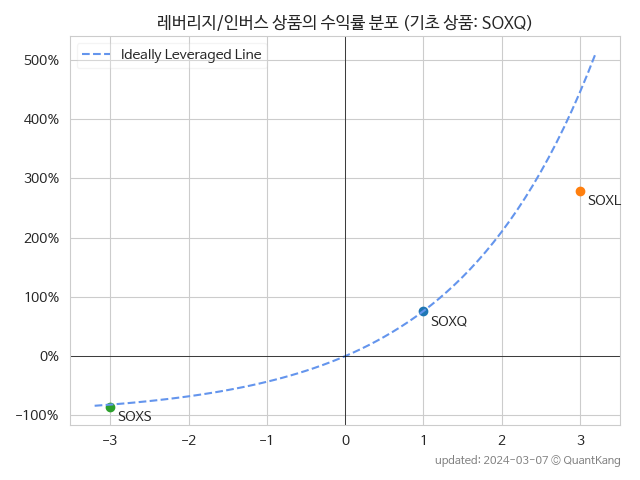 레버리지/인버스 상품의 수익률 분포 (기초 상품: SOXQ)
Ideally Leveraged Line
500%
400%
300%
200%
100%
0%
−100%
SOXL
SOXQ
SOXS
−3
−2
−1
0
1
2
3
updated: 2024-03-07 © QuantKang